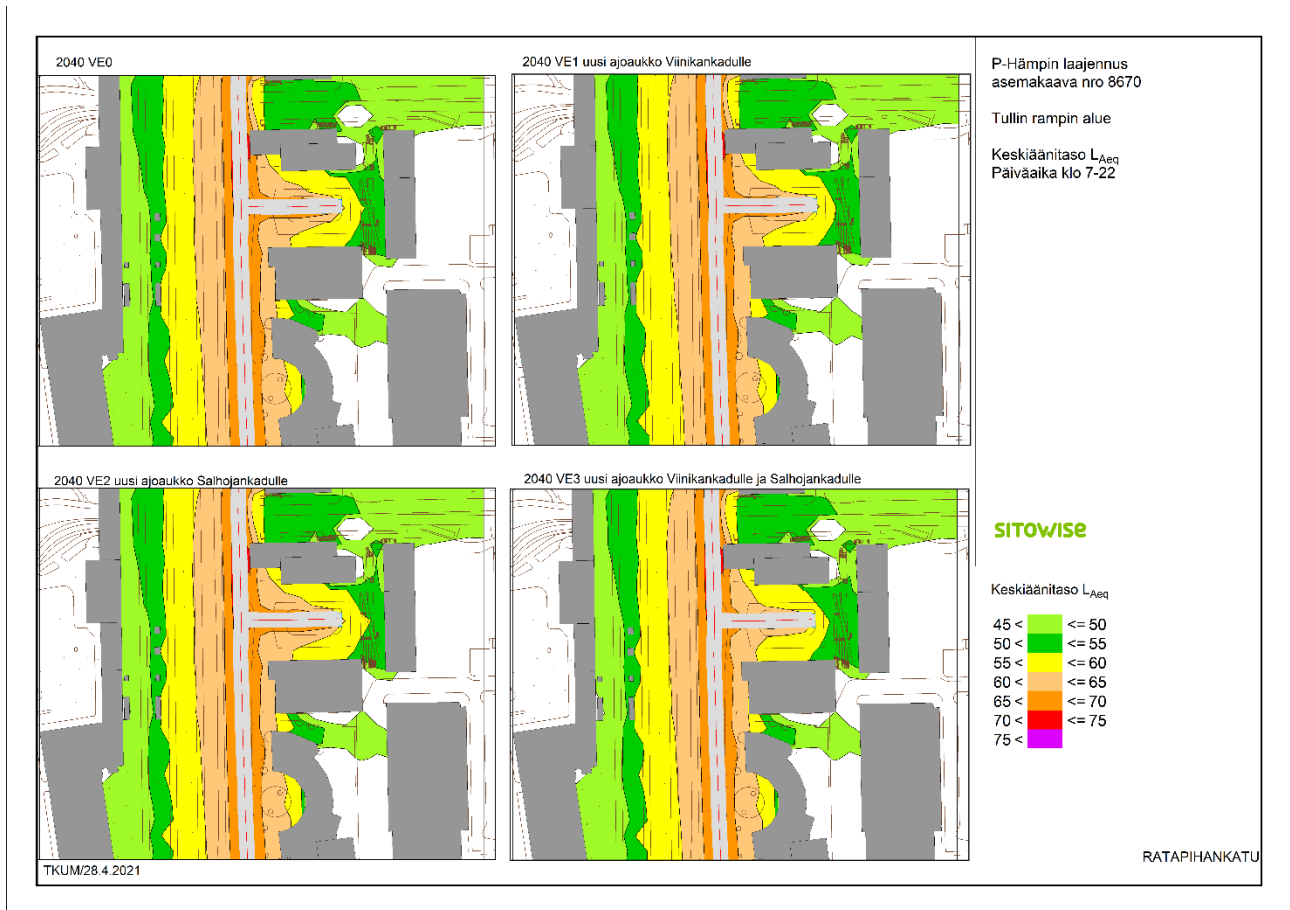 2040 VE0
2040 VE1 uusi ajoaukko Viinikankadulle
2040 VE2 uusi ajoaukko Salhojankadulle
2040 VE3 uusi ajoaukko Viinikankadulle ja Salhojankadulle
TKUM/28.4.2021
P-Hämpin laajennus
asemakaava nro 8670
Tullin rampin alue
Keskiäänitaso LAeq
Päiväaika klo 7-22
sitowise
Keskiäänitaso LAeq
45 < <= 50
50 < <= 55
55 < <= 60
60 < <= 65
65 < <= 70
70 < <= 75
75 <
RATAPIHANKATU